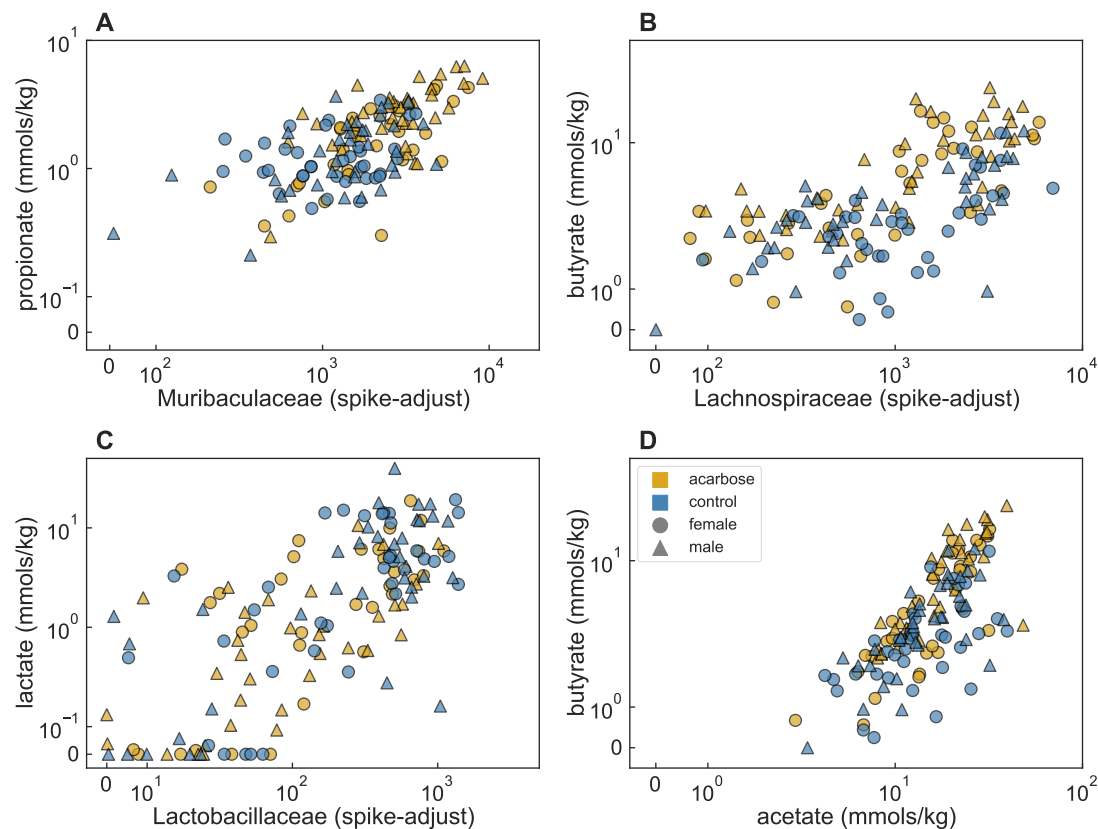 A
propionate (mmols/kg)
10^1
10^0
10^−1
0
0
10^2
10^3
10^4
Muribaculaceae (spike-adjust)
B
butyrate (mmols/kg)
10^1
10^0
0
0
10^2
10^3
10^4
Lachnospiraceae (spike-adjust)
C
lactate (mmols/kg)
10^1
10^0
10^−1
0
0
10^1
10^2
10^3
Lactobacillaceae (spike-adjust)
D
acarbose
control
female
male
butyrate (mmols/kg)
10^1
10^0
0
0
10^0
10^1
10^2
acetate (mmols/kg)